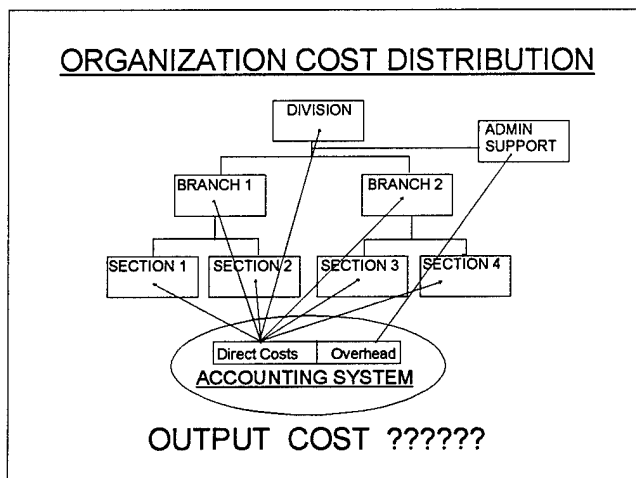 ORGANIZATION COST DISTRIBUTION
DIVISION
ADMIN
SUPPORT
BRANCH 1
BRANCH 2
SECTION 1
SECTION 2
SECTION 3
SECTION 4
Direct Costs
Overhead
ACCOUNTING SYSTEM
OUTPUT COST ??????